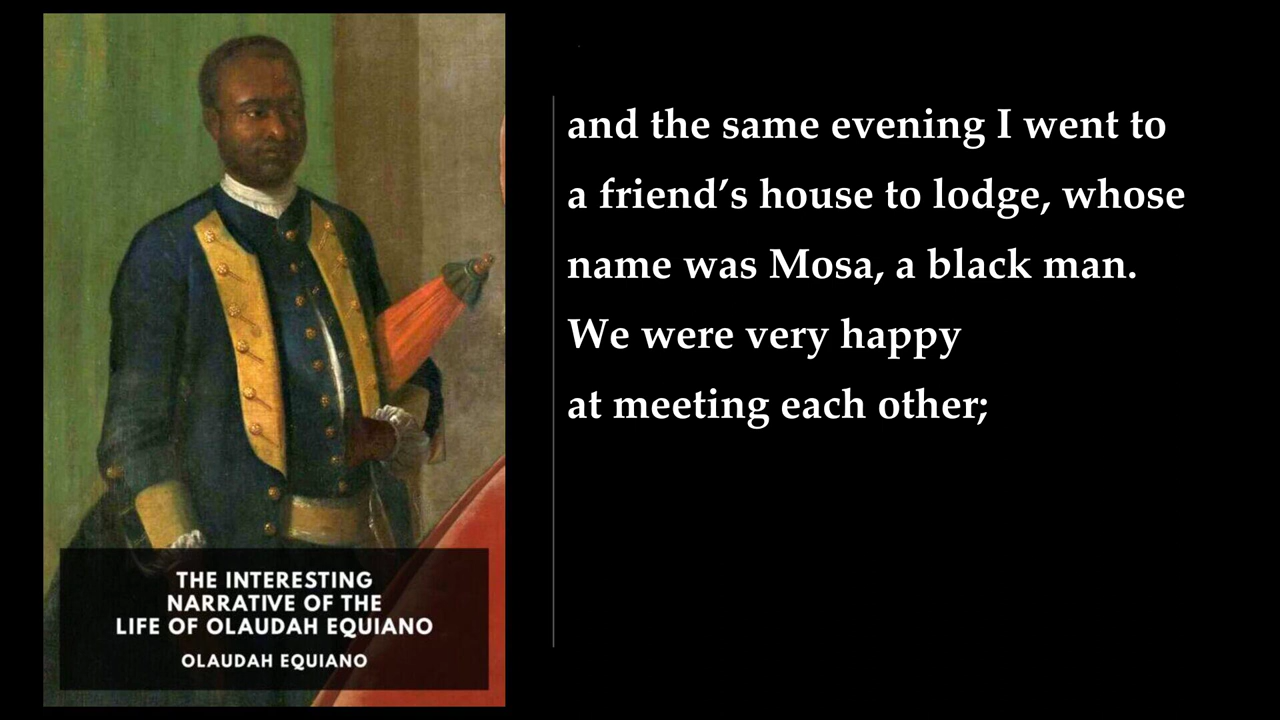 and the same evening I went to
a friend’s house to lodge, whose
name was Mosa, a black man.
We were very happy
at meeting each other;
THE INTERESTING
NARRATIVE OF THE
LIFE OF OLAUDAH EQUIANO
OLAUDAH EQUIANO